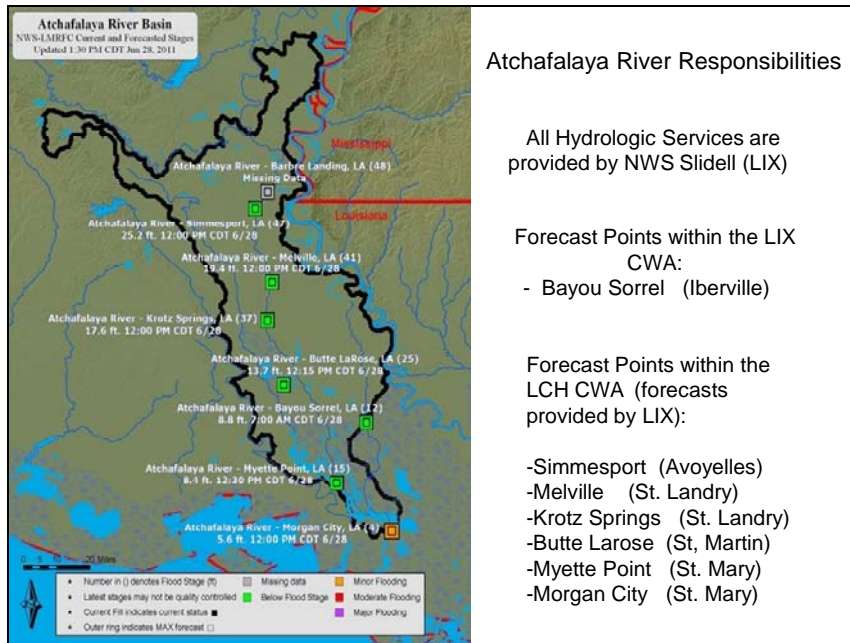 Atchafalaya River Basin
NWS-LMRFC Current and Forecasted Stages
Updated 1:30 PM CDT Jun 28, 2011
Mississippi
Atchafalaya River - Barbre Landing, LA (48)
Missing Data
Louisiana
Atchafalaya River - Simmesport, LA (47)
25.2 ft. 12:00 PM CDT 6/28
Atchafalaya River - Melville, LA (41)
19.4 ft. 12:00 PM CDT 6/28
Atchafalaya River - Krotz Springs, LA (37)
17.6 ft. 12:00 PM CDT 6/28
Atchafalaya River - Butte LaRose, LA (25)
13.7 ft. 12:15 PM CDT 6/28
Atchafalaya River - Bayou Sorrel, LA (12)
8.8 ft. 7:00 AM CDT 6/28
Atchafalaya River - Myette Point, LA (15)
8.4 ft. 12:30 PM CDT 6/28
Atchafalaya River - Morgan City, LA (4)
5.6 ft. 12:00 PM CDT 6/28
0 5 10 20 Miles
• Number in () denotes Flood Stage (ft)
• Latest stages may not be quality controlled
• Current Fill indicates current status
• Outer ring indicates MAX forecast
Missing data
Below Flood Stage
Minor Flooding
Moderate Flooding
Major Flooding
Atchafalaya River Responsibilities
All Hydrologic Services are
provided by NWS Slidell (LIX)
Forecast Points within the LIX
CWA:
- Bayou Sorrel (Iberville)
Forecast Points within the
LCH CWA (forecasts
provided by LIX):
-Simmesport (Avoyelles)
-Melville (St. Landry)
-Krotz Springs (St. Landry)
-Butte Larose (St, Martin)
-Myette Point (St. Mary)
-Morgan City (St. Mary)